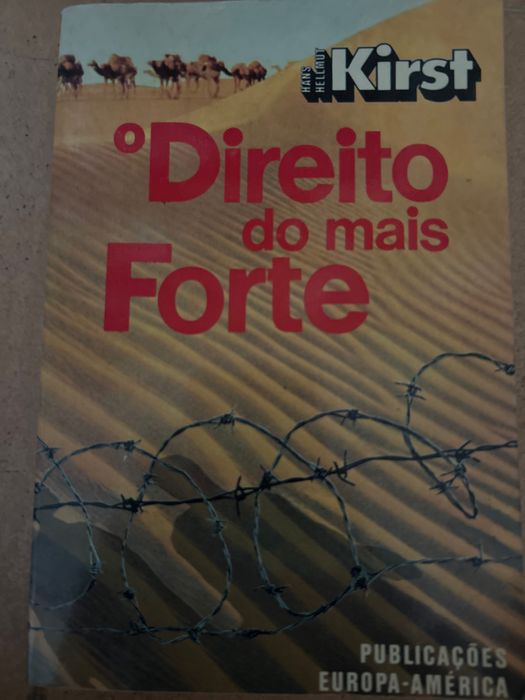 HANS
HELLMUT
Kirst
O Direito
do mais
Forte
PUBLICAÇÕES
EUROPA-AMÉRICA